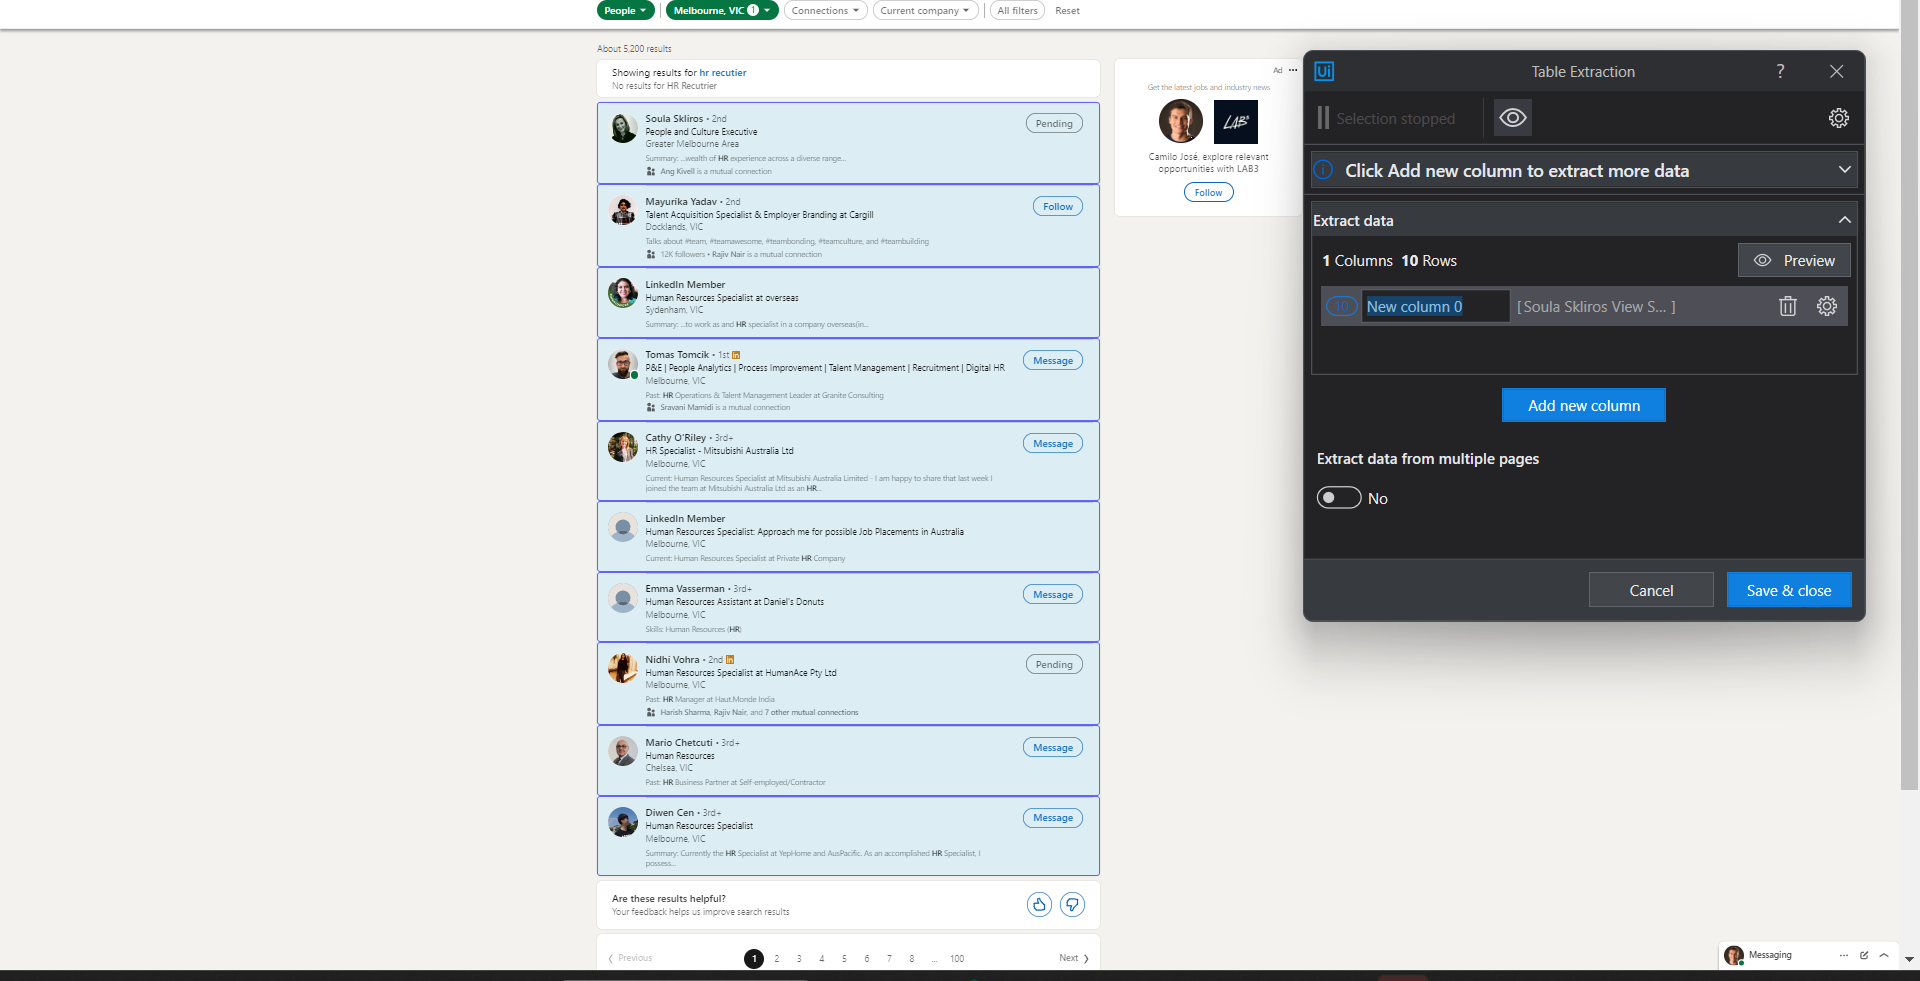 People
Melbourne, VIC 1
Connections
Current company
All filters
Reset
About 5,200 results
Showing results for hr recutier
No results for HR Recutrier
Soula Skliros • 2nd
People and Culture Executive
Greater Melbourne Area
Summary: ...wealth of HR experience across a diverse range...
Ang Kivell is a mutual connection
Pending
Mayurika Yadav • 2nd
Talent Acquisition Specialist & Employer Branding at Cargill
Docklands, VIC
Talks about #team, #teamawesome, #teambonding, #teamculture, and #teambuilding
12K followers • Rajiv Nair is a mutual connection
Follow
LinkedIn Member
Human Resources Specialist at overseas
Sydenham, VIC
Summary: ...to work as and HR specialist in a company overseas(in...
Tomas Tomcik • 1st in
P&E | People Analytics | Process Improvement | Talent Management | Recruitment | Digital HR
Melbourne, VIC
Past: HR Operations & Talent Management Leader at Granite Consulting
Sravani Mamidi is a mutual connection
Message
Cathy O'Riley • 3rd+
HR Specialist - Mitsubishi Australia Ltd
Melbourne, VIC
Current: Human Resources Specialist at Mitsubishi Australia Limited - I am happy to share that last week I
joined the team at Mitsubishi Australia Ltd as an HR...
Message
LinkedIn Member
Human Resources Specialist: Approach me for possible Job Placements in Australia
Melbourne, VIC
Current: Human Resources Specialist at Private HR Company
Emma Vasserman • 3rd+
Human Resources Assistant at Daniel's Donuts
Melbourne, VIC
Skills: Human Resources (HR)
Message
Nidhi Vohra • 2nd in
Human Resources Specialist at HumanAce Pty Ltd
Melbourne, VIC
Past: HR Manager at Haut.Monde India
Harish Sharma, Rajiv Nair, and 7 other mutual connections
Pending
Mario Chetcuti • 3rd+
Human Resources
Chelsea, VIC
Past: HR Business Partner at Self-employed/Contractor
Message
Diwen Cen • 3rd+
Human Resources Specialist
Melbourne, VIC
Summary: Currently the HR Specialist at YepHome and AusPacific. As an accomplished HR Specialist, I
possess...
Message
Are these results helpful?
Your feedback helps us improve search results
Previous
1 2 3 4 5 6 7 8 ... 100
Next
Ad ...
Get the latest jobs and industry news
LAB3
Camilo José, explore relevant
opportunities with LAB3
Follow
Ui
Table Extraction
?
Selection stopped
Click Add new column to extract more data
Extract data
1 Columns 10 Rows
Preview
10 New column 0 [ Soula Skliros View S... ]
Add new column
Extract data from multiple pages
No
Cancel
Save & close
Messaging ...